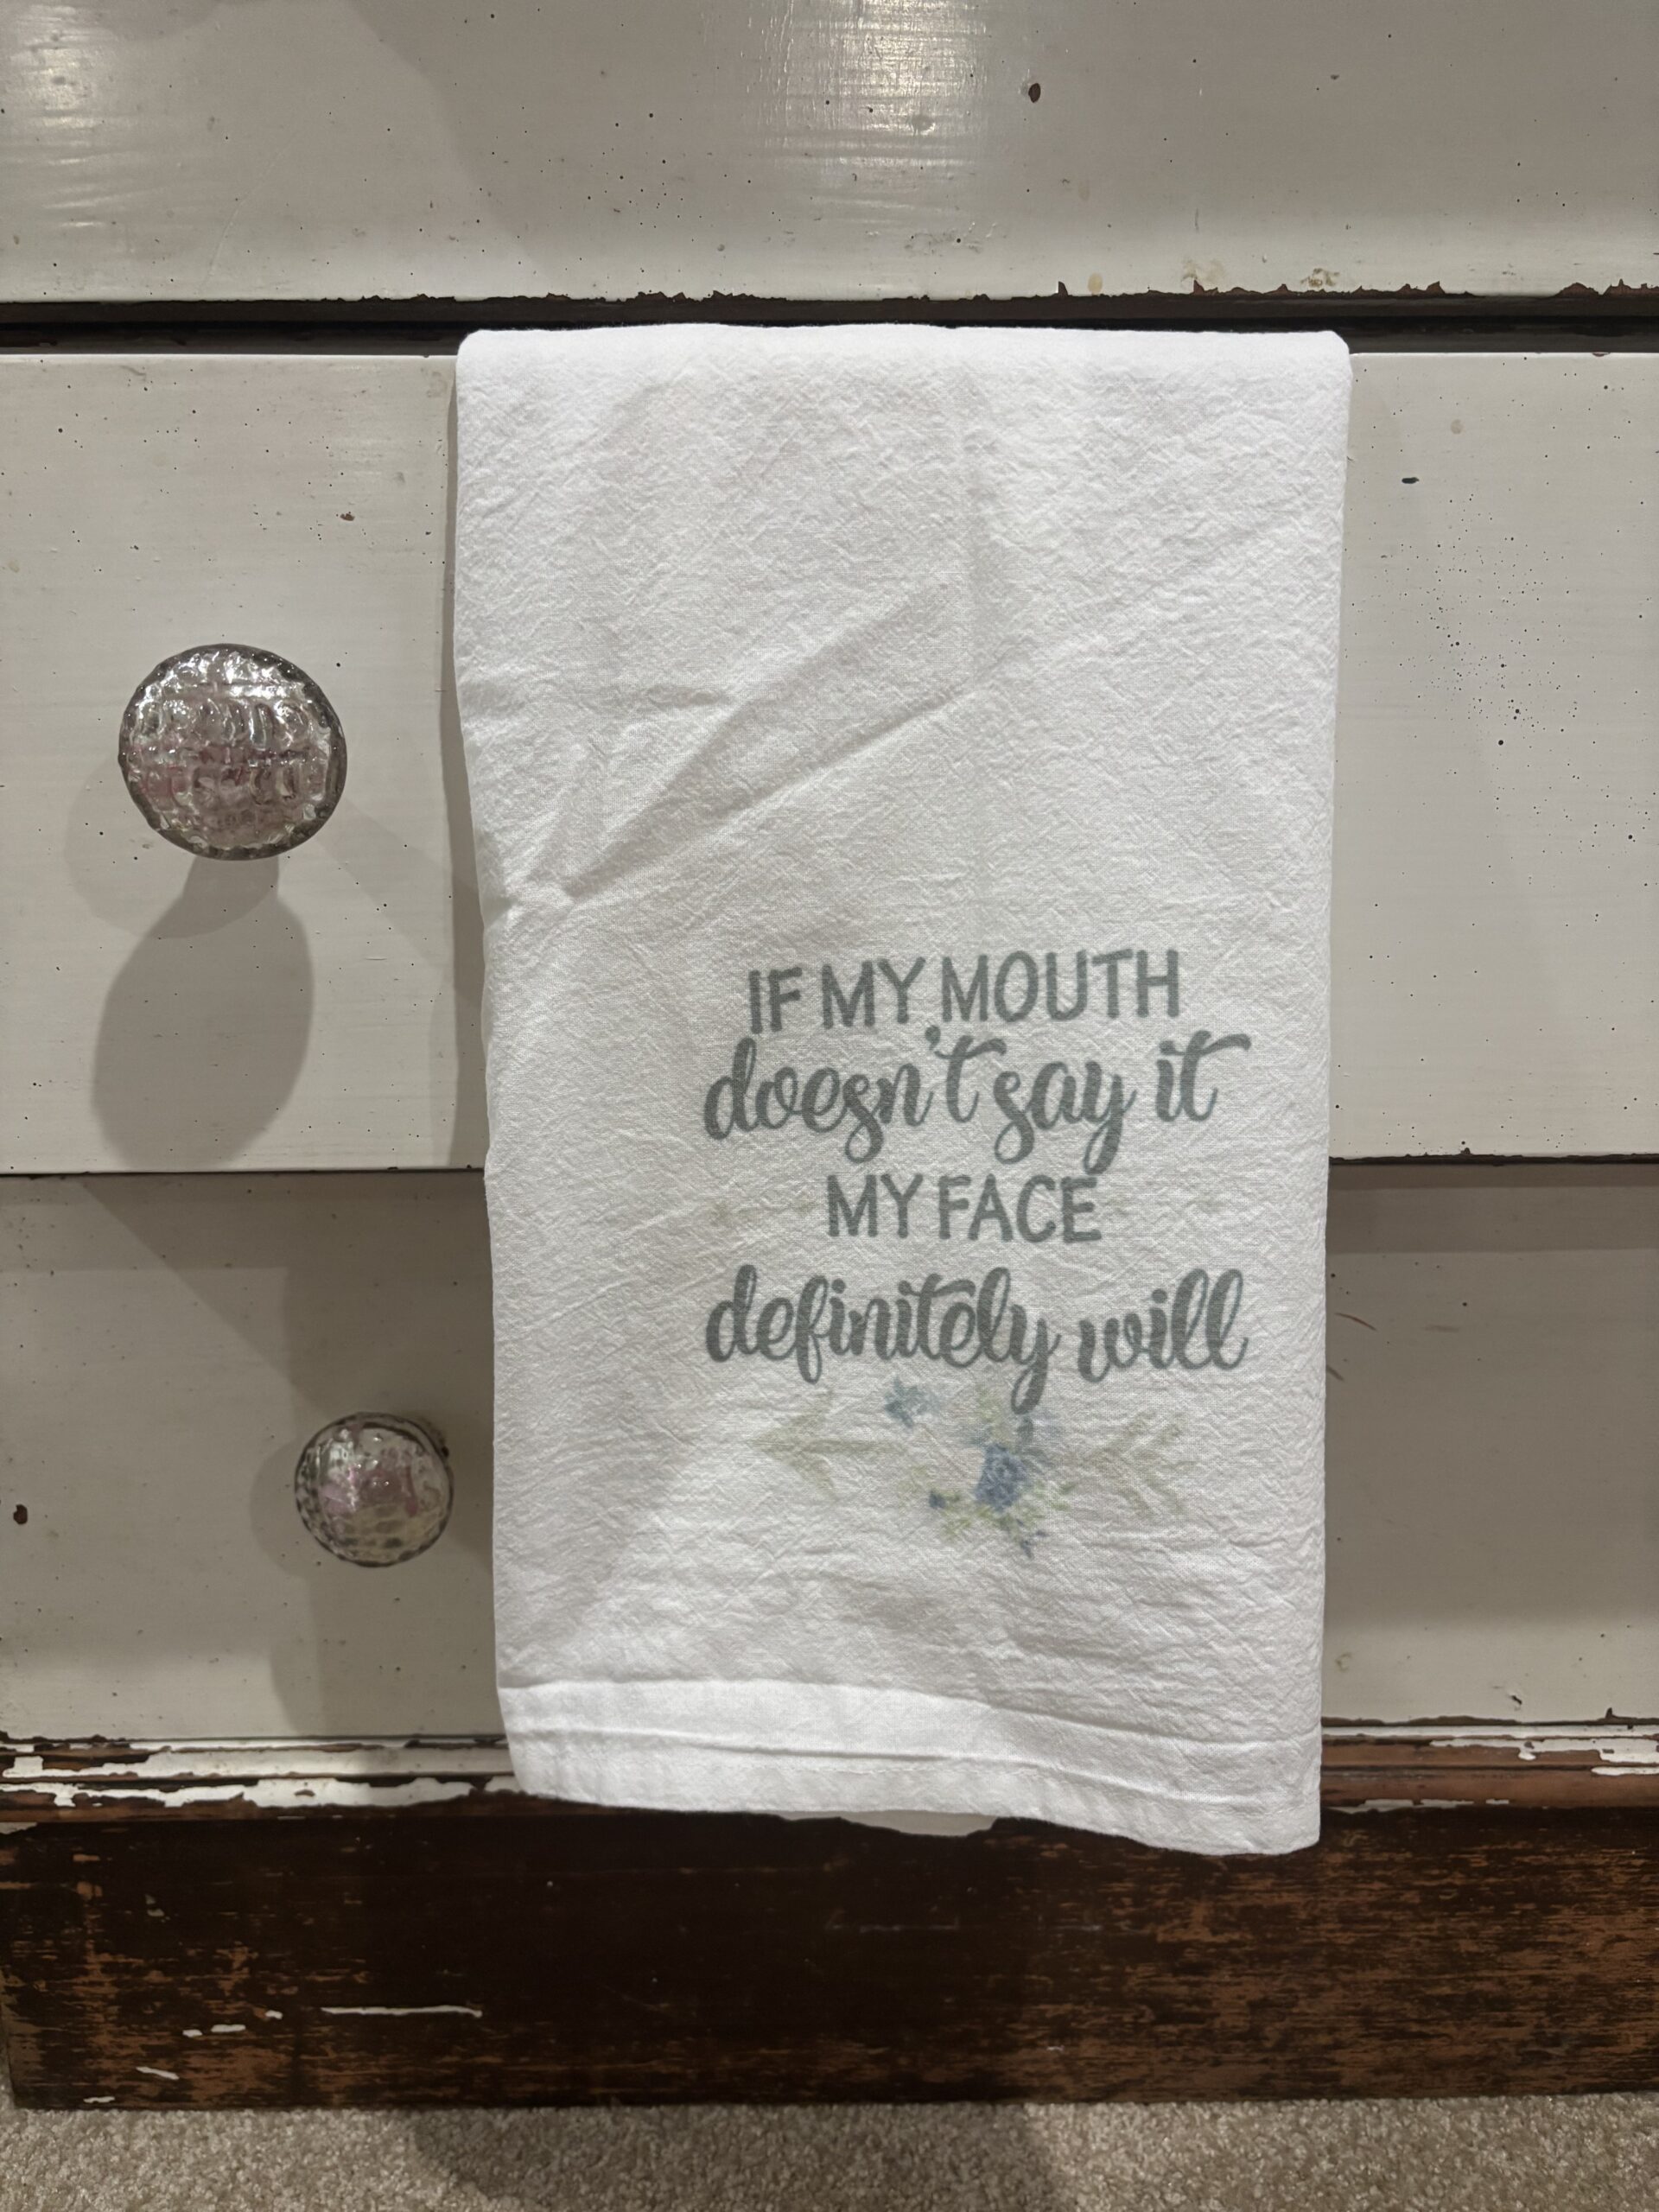 IF MY MOUTH
doesn't say it
MY FACE
definitely will